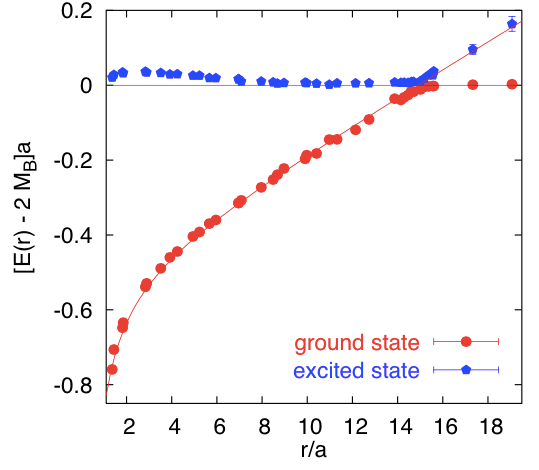 0.2
0
-0.2
-0.4
-0.6
-0.8
[E(r) - 2 M_B]a
ground state
excited state
2 4 6 8 10 12 14 16 18
r/a